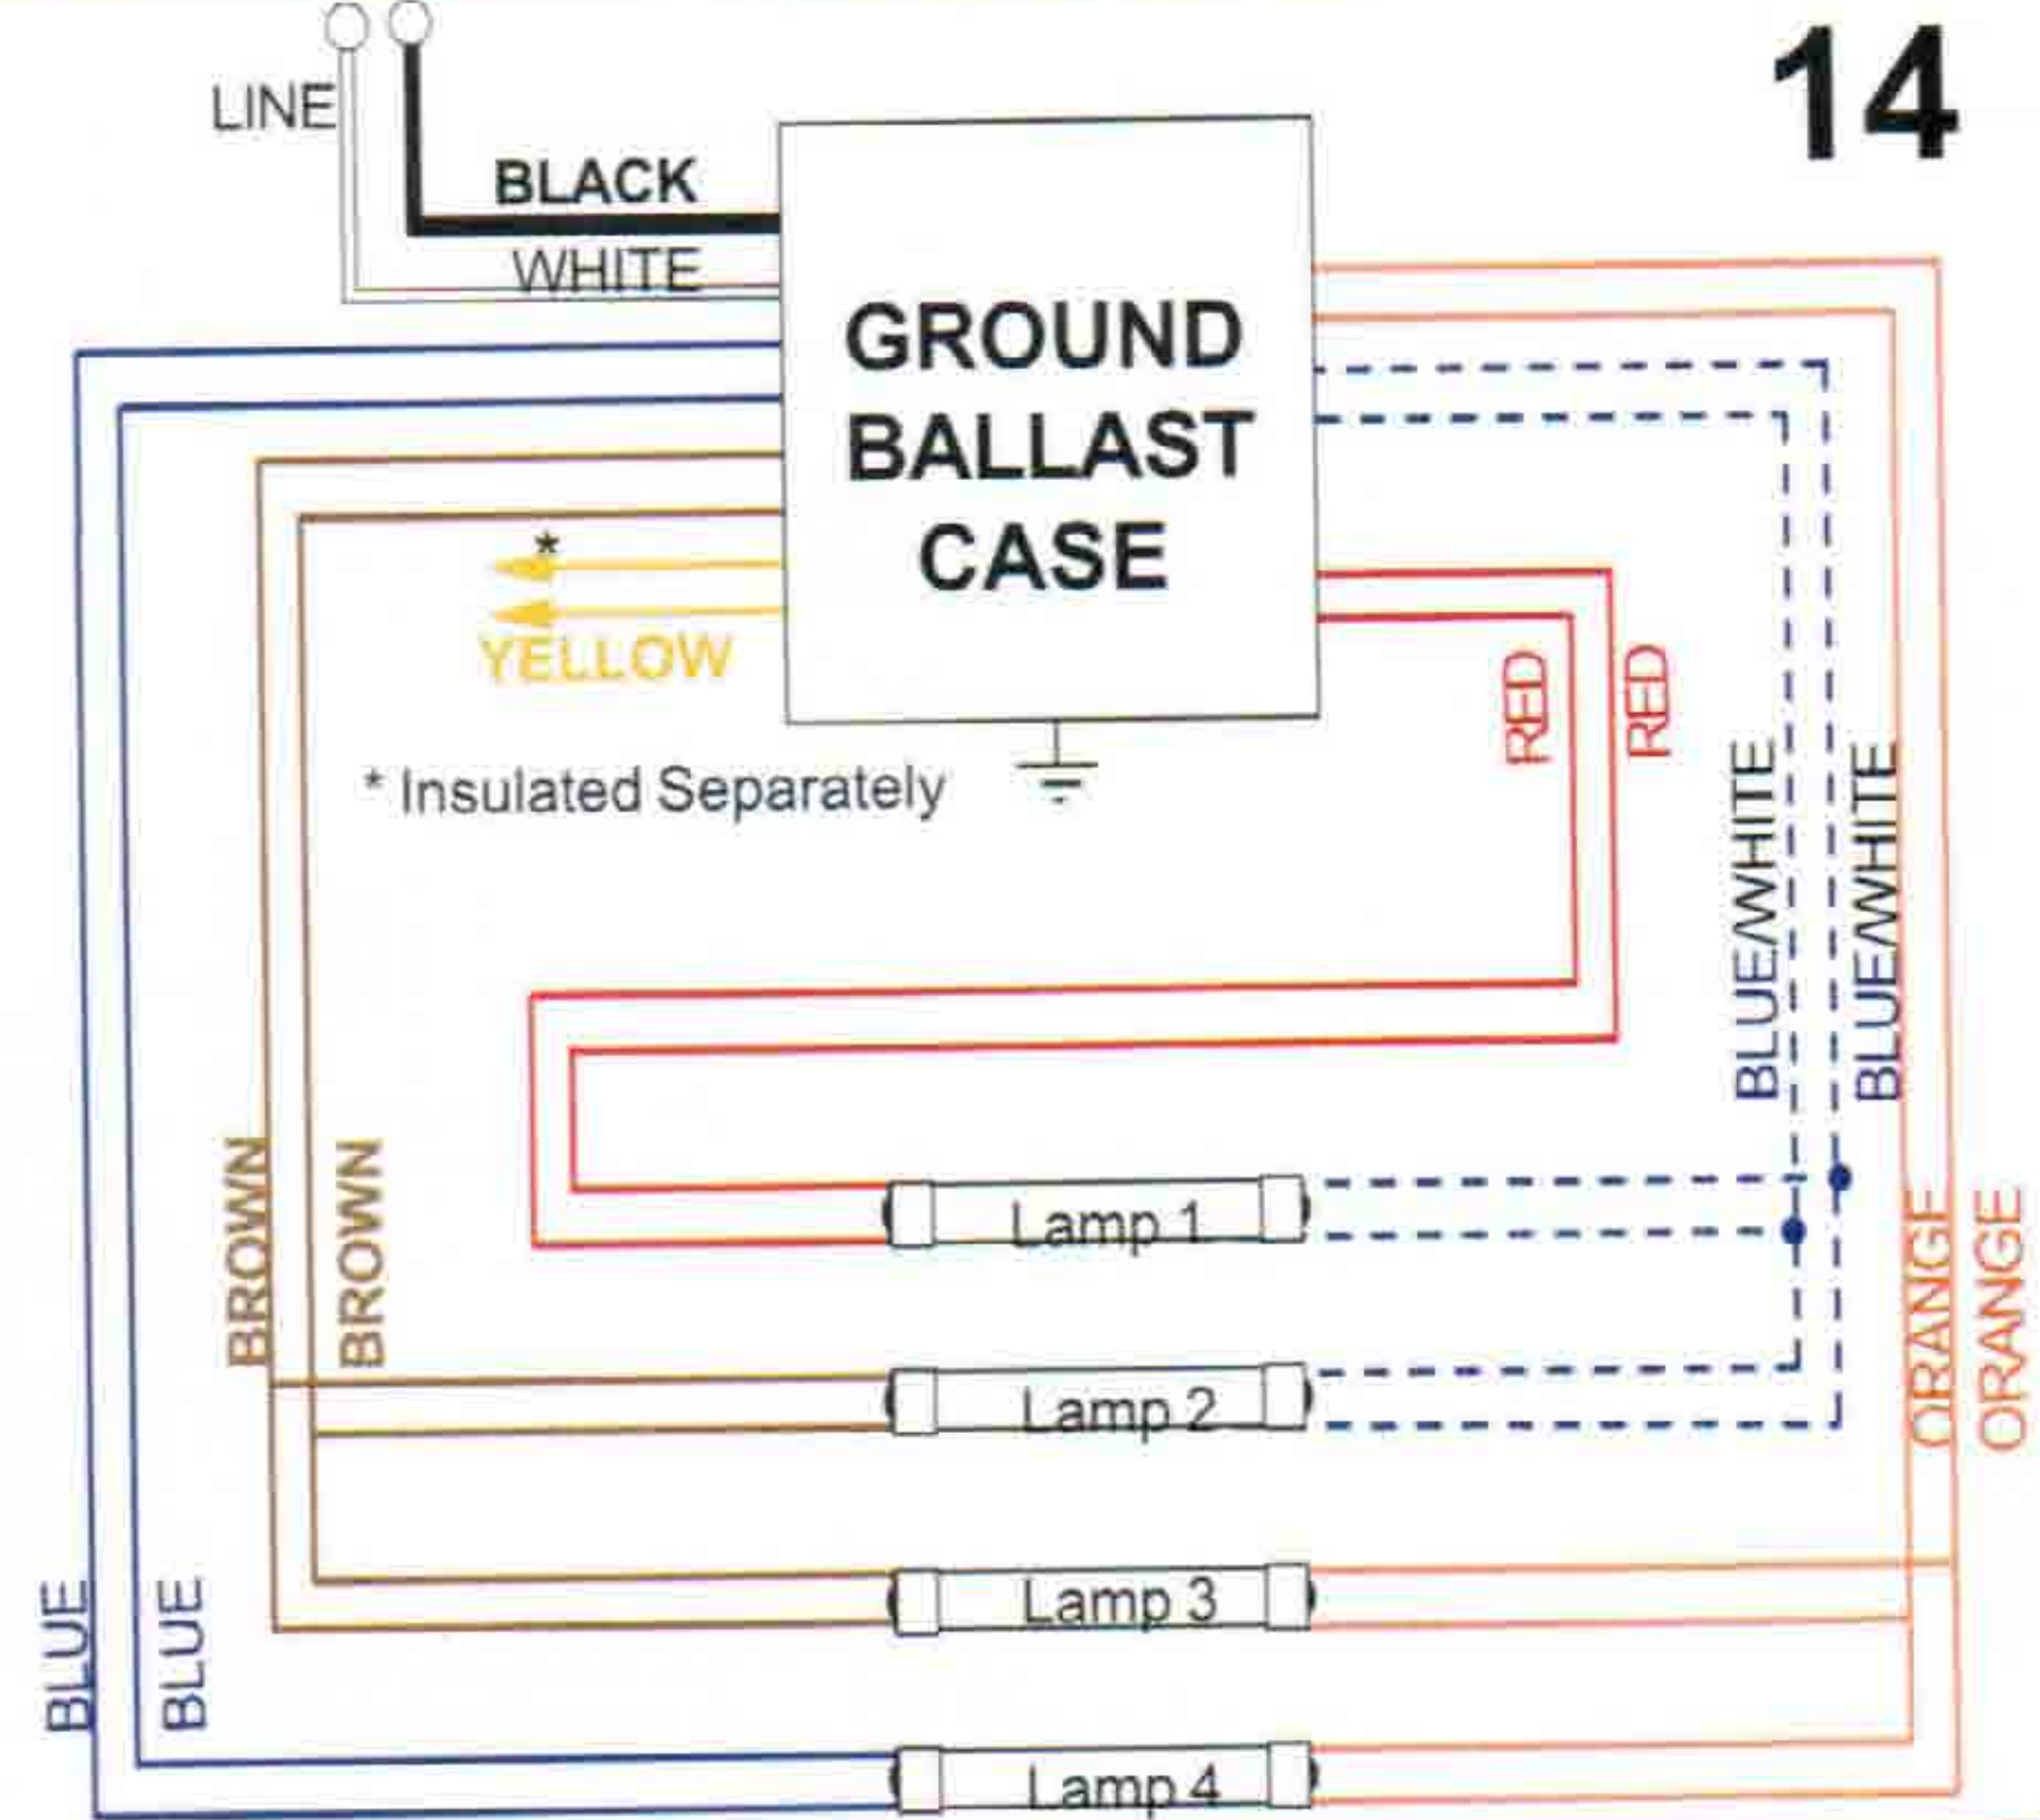 14
LINE
BLACK
WHITE
GROUND
BALLAST
CASE
*
YELLOW
* Insulated Separately
RED
RED
BLUE/WHITE
BLUE/WHITE
BROWN
BROWN
Lamp 1
ORANGE
ORANGE
Lamp 2
Lamp 3
BLUE
BLUE
Lamp 4